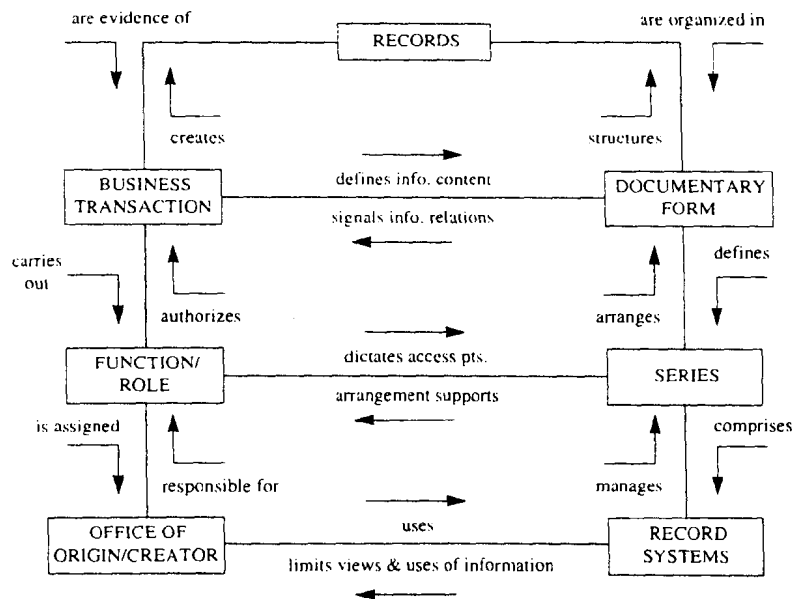 are evidence of
RECORDS
are organized in
creates
structures
BUSINESS
TRANSACTION
defines info. content
signals info. relations
DOCUMENTARY
FORM
carries
out
authorizes
arranges
defines
FUNCTION/
ROLE
dictates access pts.
arrangement supports
SERIES
is assigned
responsible for
manages
comprises
OFFICE OF
ORIGIN/CREATOR
uses
limits views & uses of information
RECORD
SYSTEMS